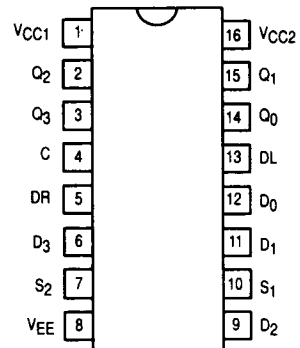 VCC1 1 16 VCC2
Q2 2 15 Q1
Q3 3 14 Q0
C 4 13 DL
DR 5 12 D0
D3 6 11 D1
S2 7 10 S1
VEE 8 9 D2